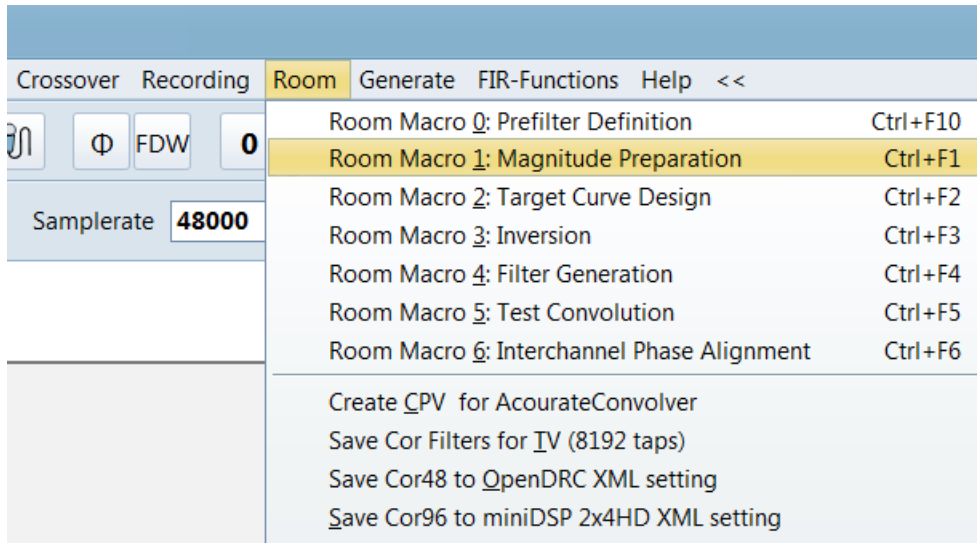 Crossover Recording Room Generate FIR-Functions Help <<
Φ FDW 0
Samplerate 48000
Room Macro 0: Prefilter Definition Ctrl+F10
Room Macro 1: Magnitude Preparation Ctrl+F1
Room Macro 2: Target Curve Design Ctrl+F2
Room Macro 3: Inversion Ctrl+F3
Room Macro 4: Filter Generation Ctrl+F4
Room Macro 5: Test Convolution Ctrl+F5
Room Macro 6: Interchannel Phase Alignment Ctrl+F6
Create CPV for AcourateConvolver
Save Cor Filters for TV (8192 taps)
Save Cor48 to OpenDRC XML setting
Save Cor96 to miniDSP 2x4HD XML setting